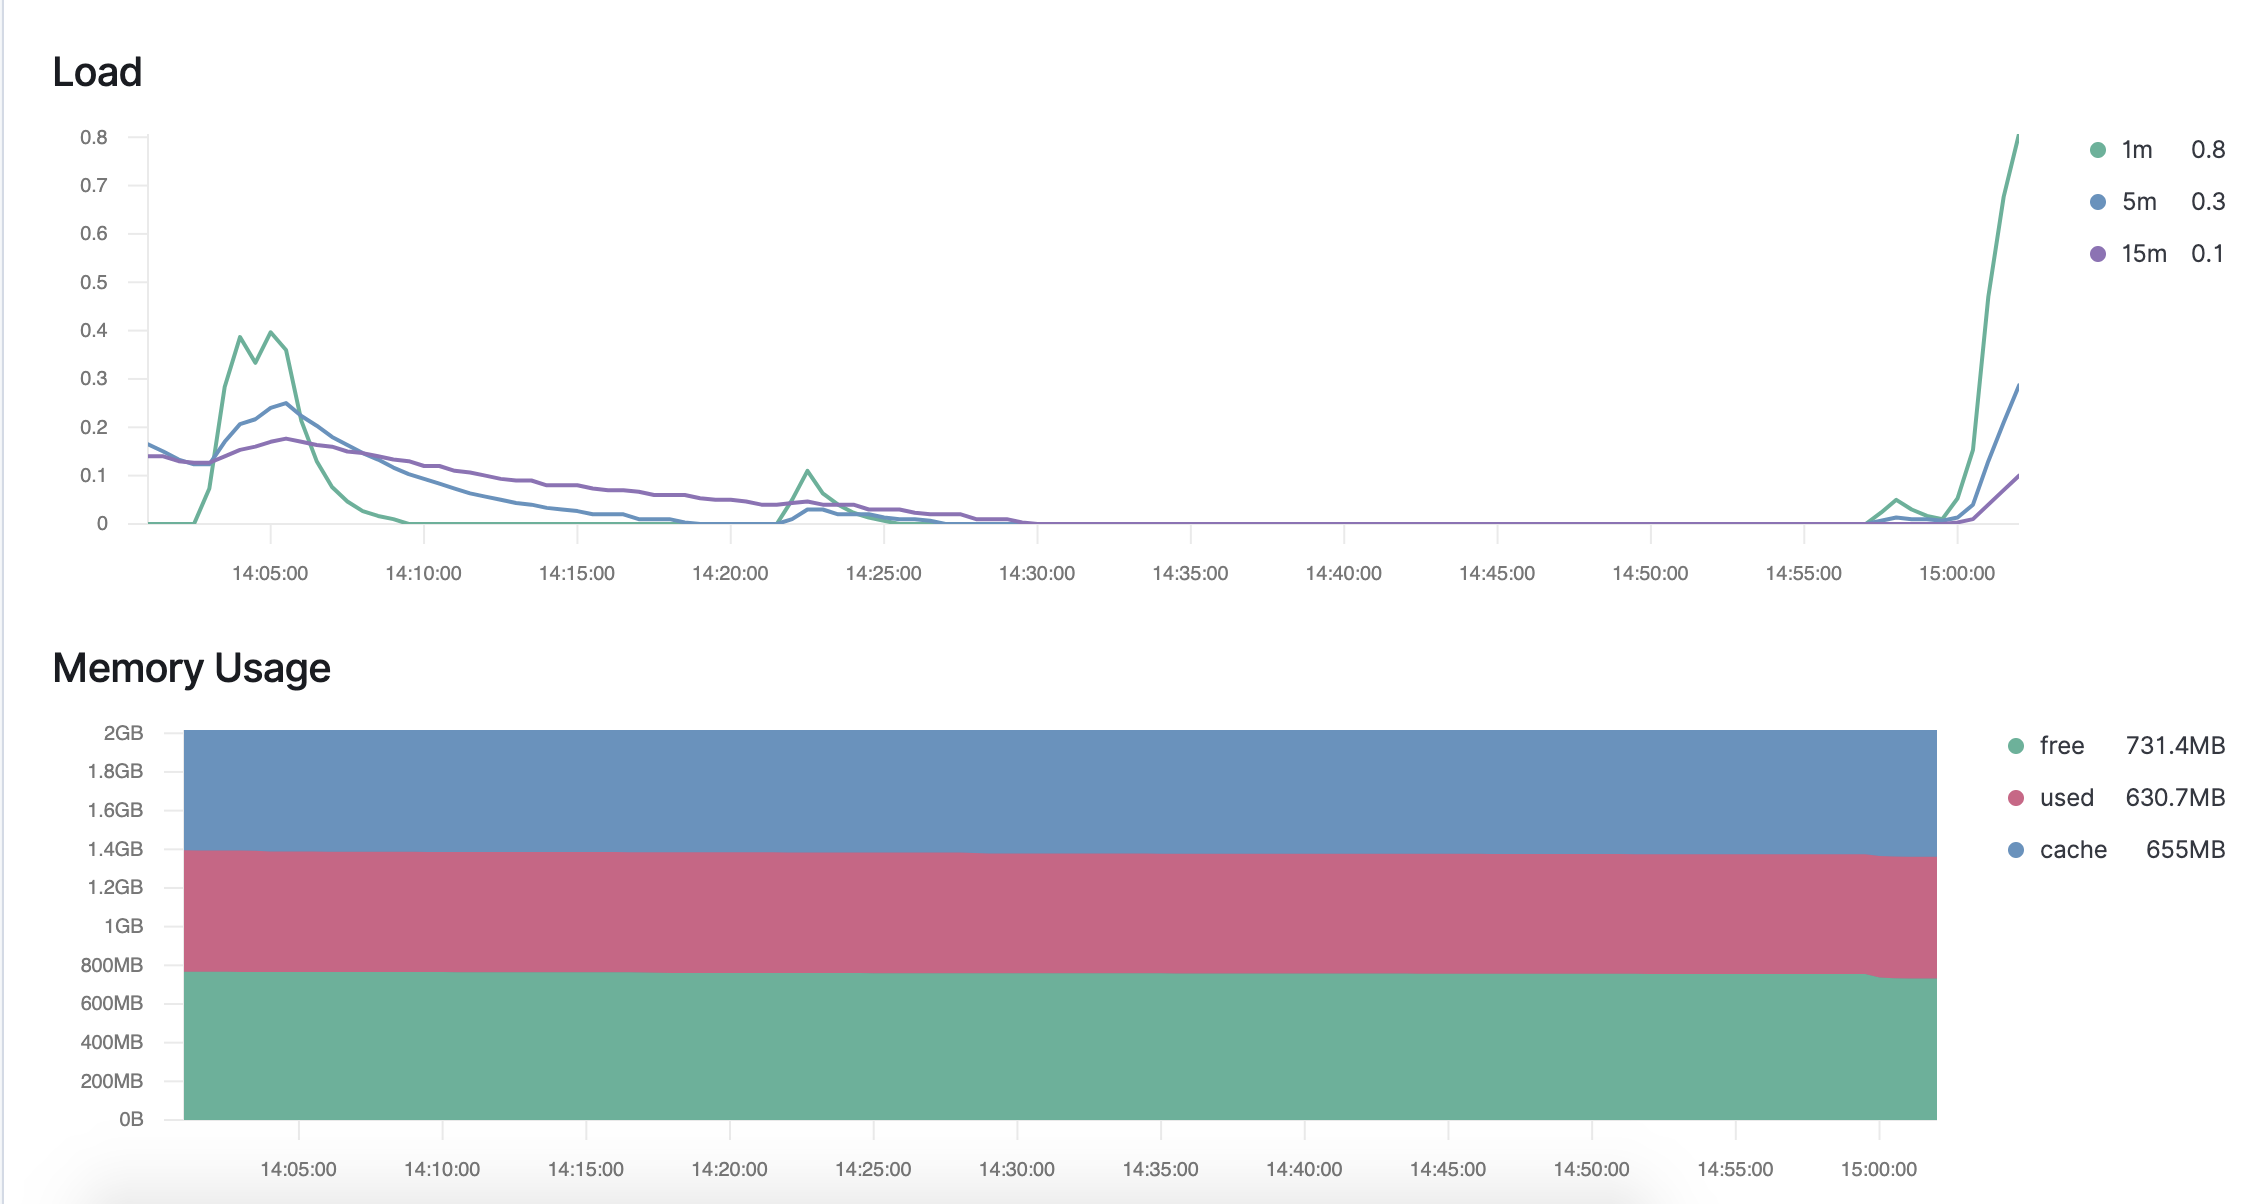 Load
0.8
0.7
0.6
0.5
0.4
0.3
0.2
0.1
0
14:05:00 14:10:00 14:15:00 14:20:00 14:25:00 14:30:00 14:35:00 14:40:00 14:45:00 14:50:00 14:55:00 15:00:00
1m 0.8
5m 0.3
15m 0.1
Memory Usage
2GB
1.8GB
1.6GB
1.4GB
1.2GB
1GB
800MB
600MB
400MB
200MB
0B
14:05:00 14:10:00 14:15:00 14:20:00 14:25:00 14:30:00 14:35:00 14:40:00 14:45:00 14:50:00 14:55:00 15:00:00
free 731.4MB
used 630.7MB
cache 655MB